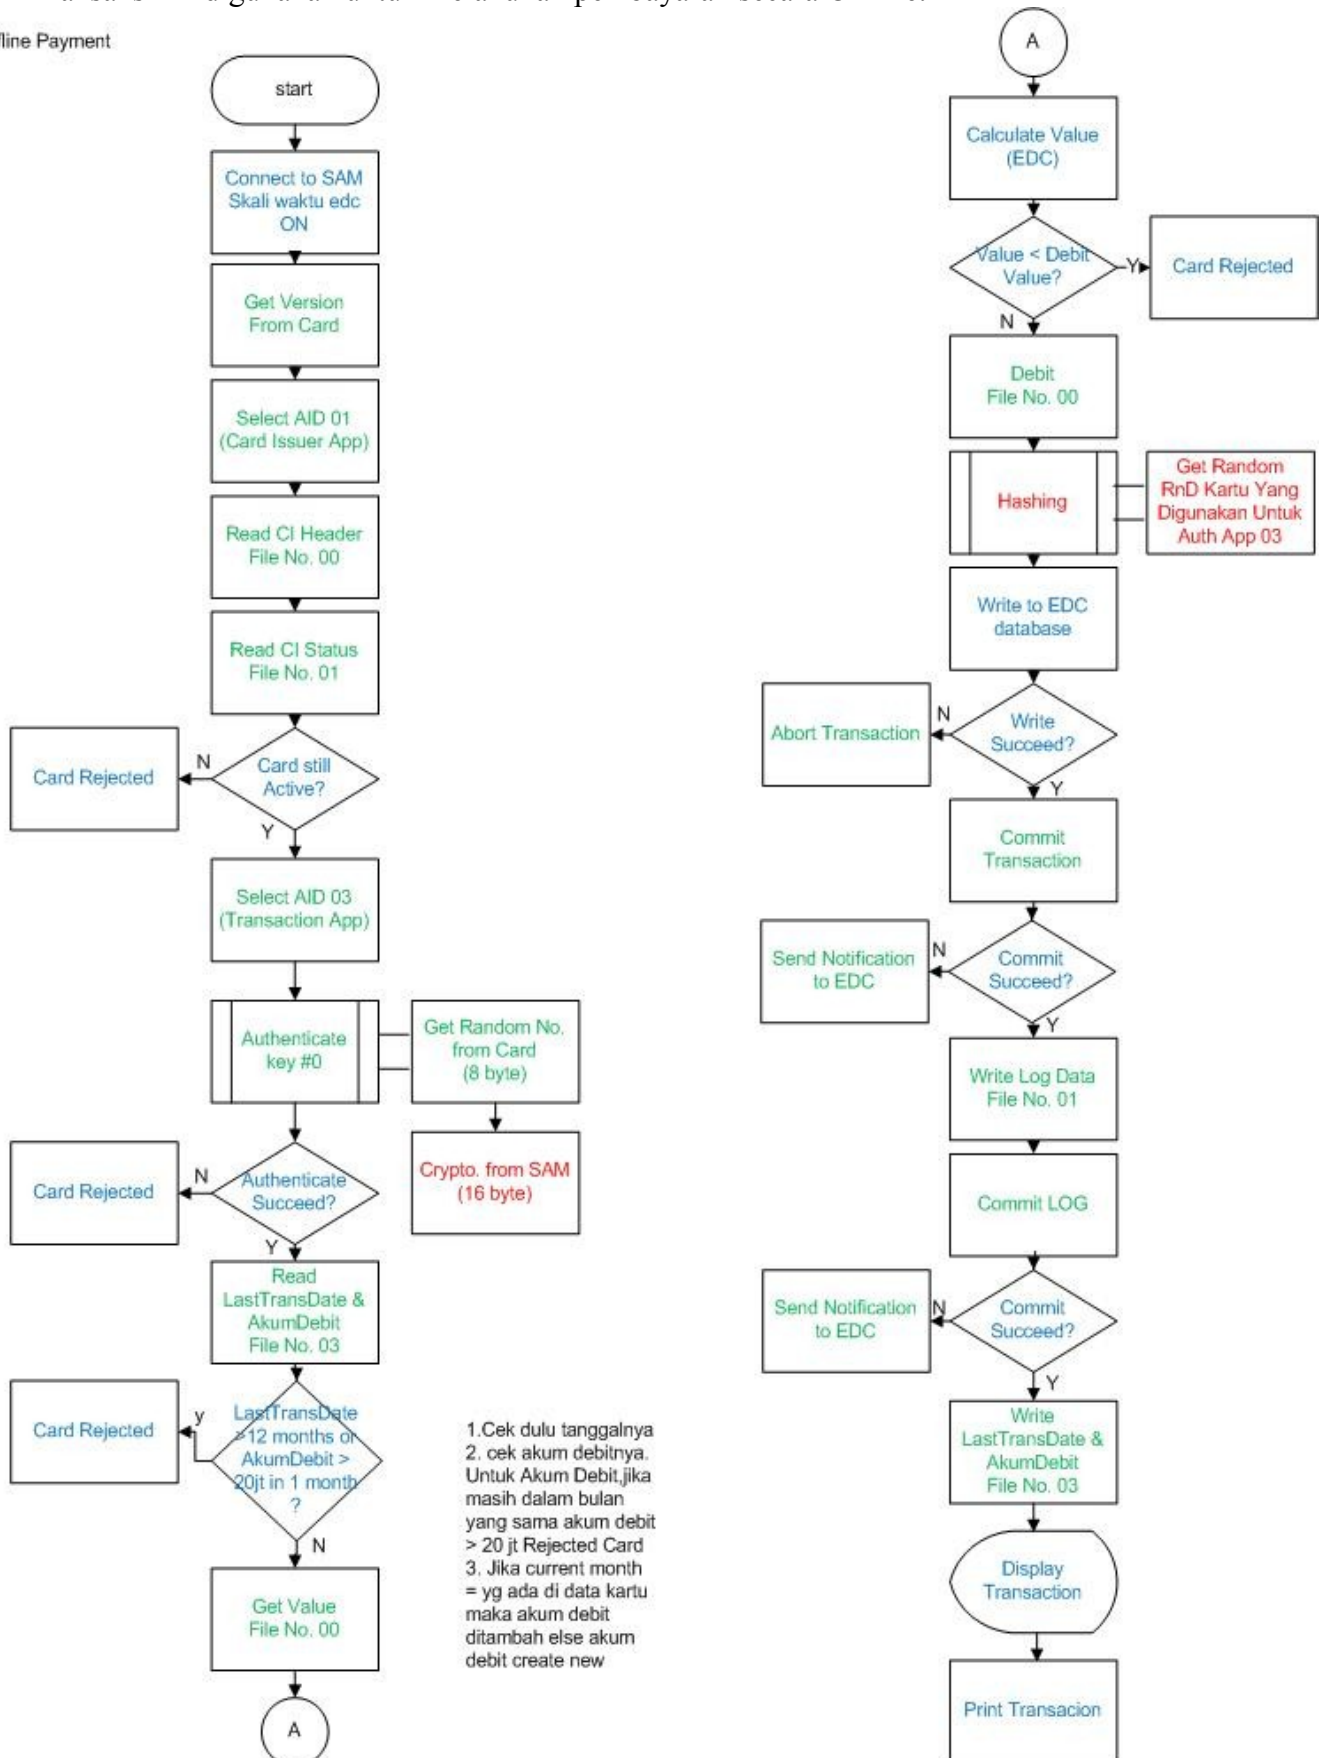 line Payment
start
Connect to SAM
Skali waktu edc
ON
Get Version
From Card
Select AID 01
(Card Issuer App)
Read CI Header
File No. 00
Read CI Status
File No. 01
Card still
Active?
N
Card Rejected
Y
Select AID 03
(Transaction App)
Authenticate
key #0
Get Random No.
from Card
(8 byte)
Crypto. from SAM
(16 byte)
Authenticate
Succeed?
N
Card Rejected
Y
Read
LastTransDate &
AkumDebit
File No. 03
LastTransDate
>12 months or
AkumDebit >
20jt in 1 month
?
y
Card Rejected
N
1.Cek dulu tanggalnya
2. cek akum debitnya.
Untuk Akum Debit,jika
masih dalam bulan
yang sama akum debit
> 20 jt Rejected Card
3. Jika current month
= yg ada di data kartu
maka akum debit
ditambah else akum
debit create new
Get Value
File No. 00
A
A
Calculate Value
(EDC)
Value < Debit
Value?
Y
Card Rejected
N
Debit
File No. 00
Hashing
Get Random
RnD Kartu Yang
Digunakan Untuk
Auth App 03
Write to EDC
database
Write
Succeed?
N
Abort Transaction
Y
Commit
Transaction
Commit
Succeed?
N
Send Notification
to EDC
Y
Write Log Data
File No. 01
Commit LOG
Commit
Succeed?
N
Send Notification
to EDC
Y
Write
LastTransDate &
AkumDebit
File No. 03
Display
Transaction
Print Transacion